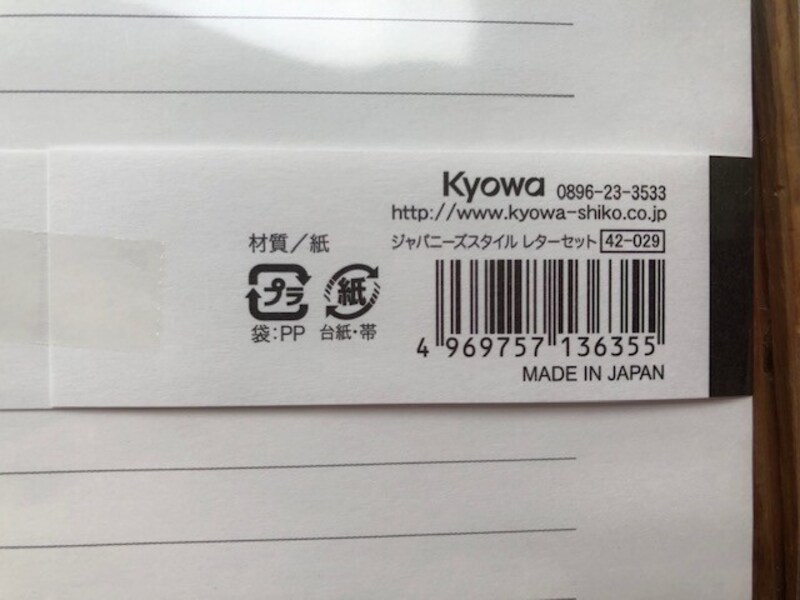 Kyowa 0896-23-3533
http://www.kyowa-shiko.co.jp
ジャパニーズスタイル レターセット 42-029
材質/紙
プラ 紙
袋:PP 台紙・帯
4 969757 136355
MADE IN JAPAN